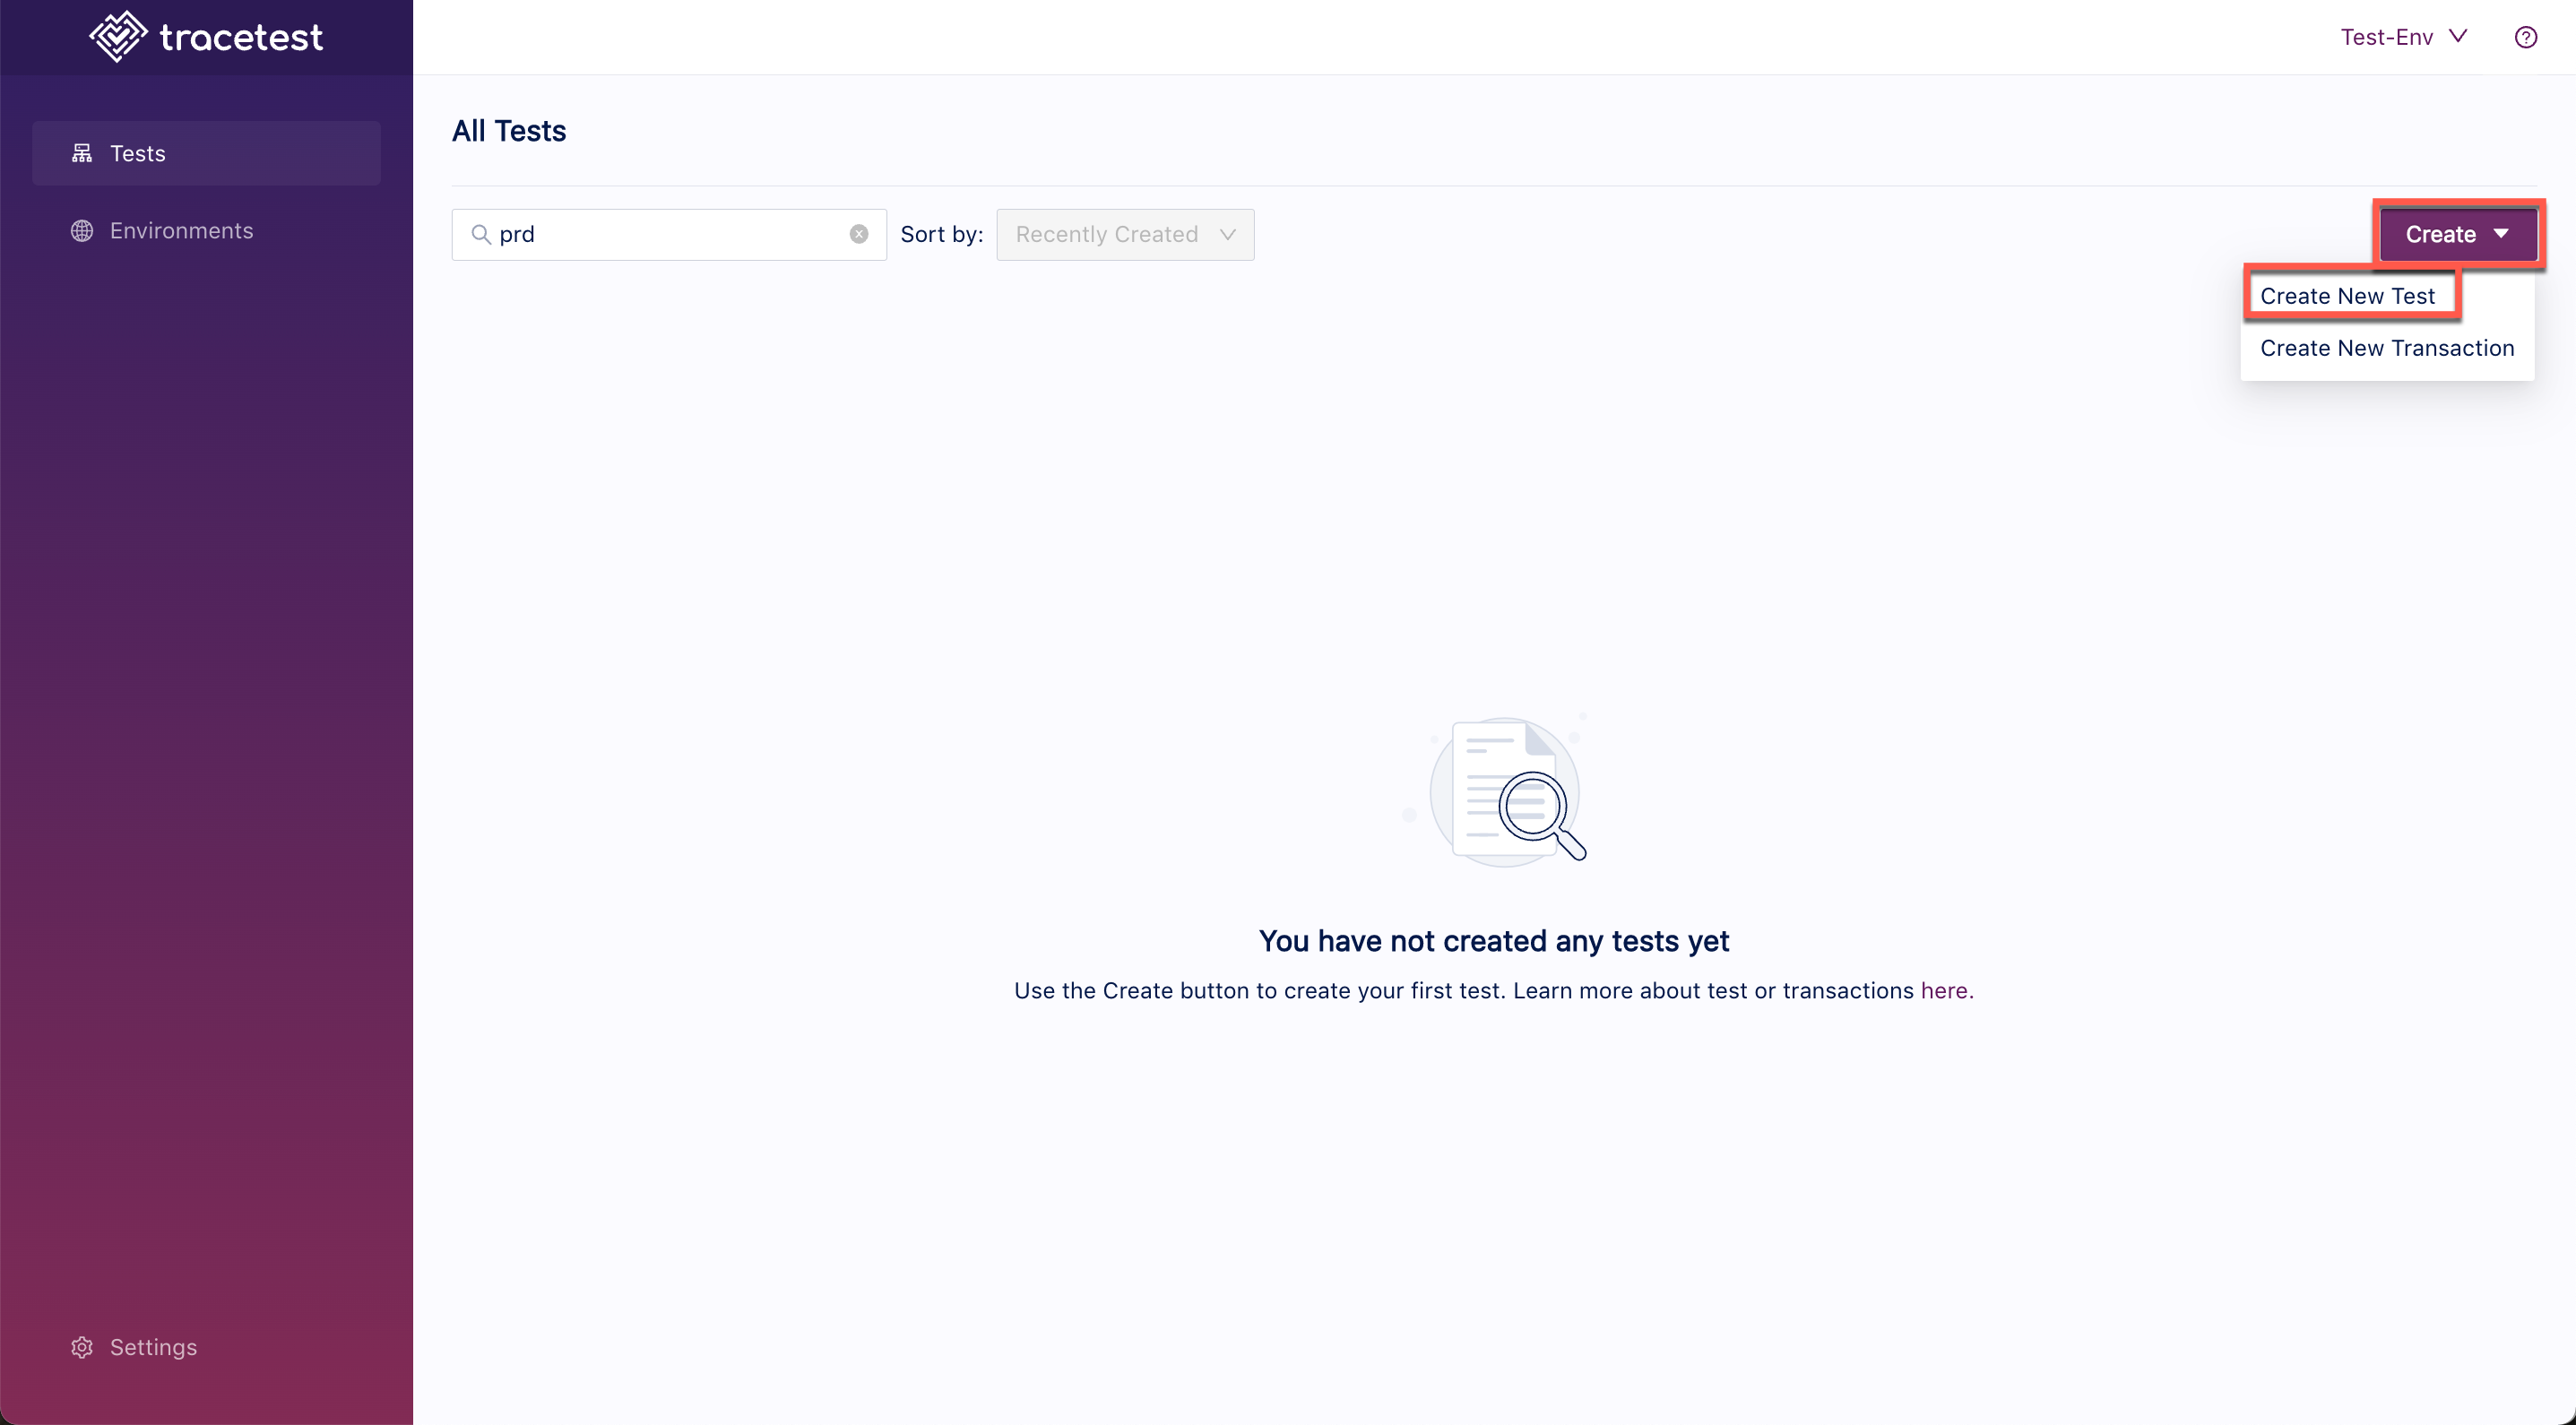 tracetest
Test-Env
Tests
Environments
Settings
All Tests
prd
Sort by:
Recently Created
Create
Create New Test
Create New Transaction
You have not created any tests yet
Use the Create button to create your first test. Learn more about test or transactions here.